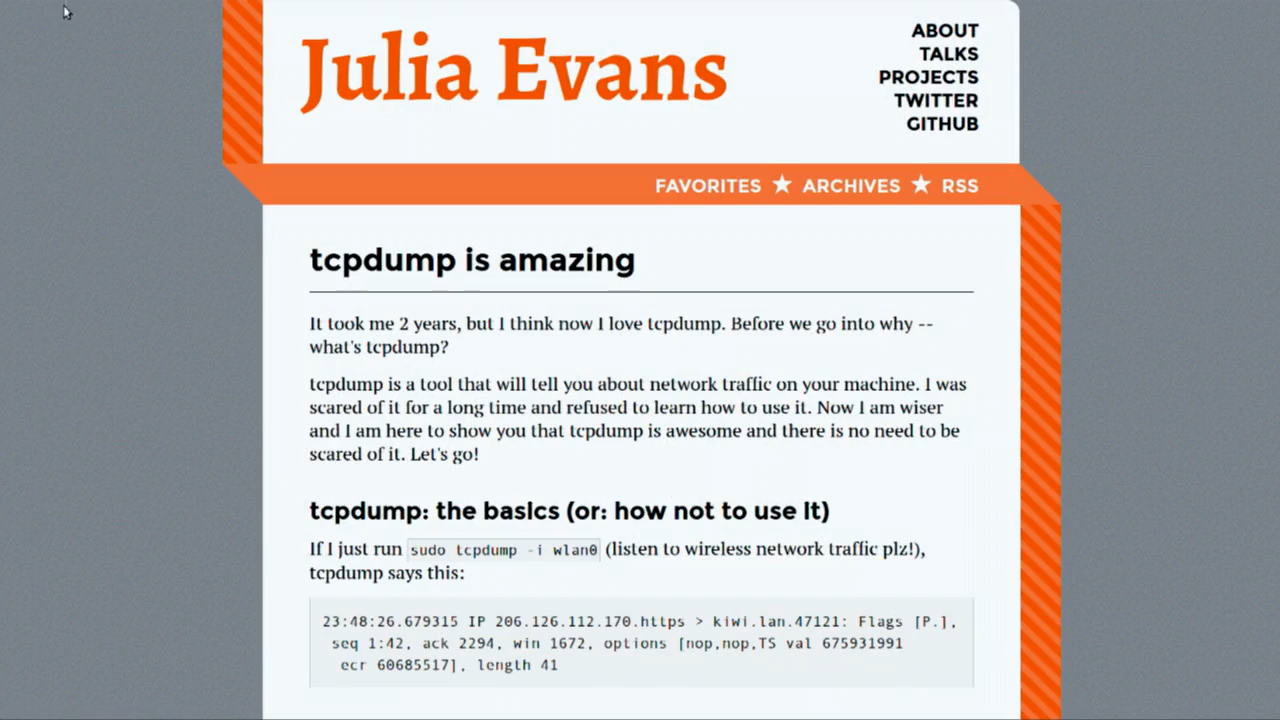 Julia Evans
ABOUT
TALKS
PROJECTS
TWITTER
GITHUB
FAVORITES ★ ARCHIVES ★ RSS
tcpdump is amazing
It took me 2 years, but I think now I love tcpdump. Before we go into why --
what's tcpdump?
tcpdump is a tool that will tell you about network traffic on your machine. I was
scared of it for a long time and refused to learn how to use it. Now I am wiser
and I am here to show you that tcpdump is awesome and there is no need to be
scared of it. Let's go!
tcpdump: the basics (or: how not to use it)
If I just run sudo tcpdump -i wlan0 (listen to wireless network traffic plz!),
tcpdump says this:
23:48:26.679315 IP 206.126.112.170.https > kiwi.lan.47121: Flags [P.],
seq 1:42, ack 2294, win 1672, options [nop,nop,TS val 675931991
ecr 60685517], length 41